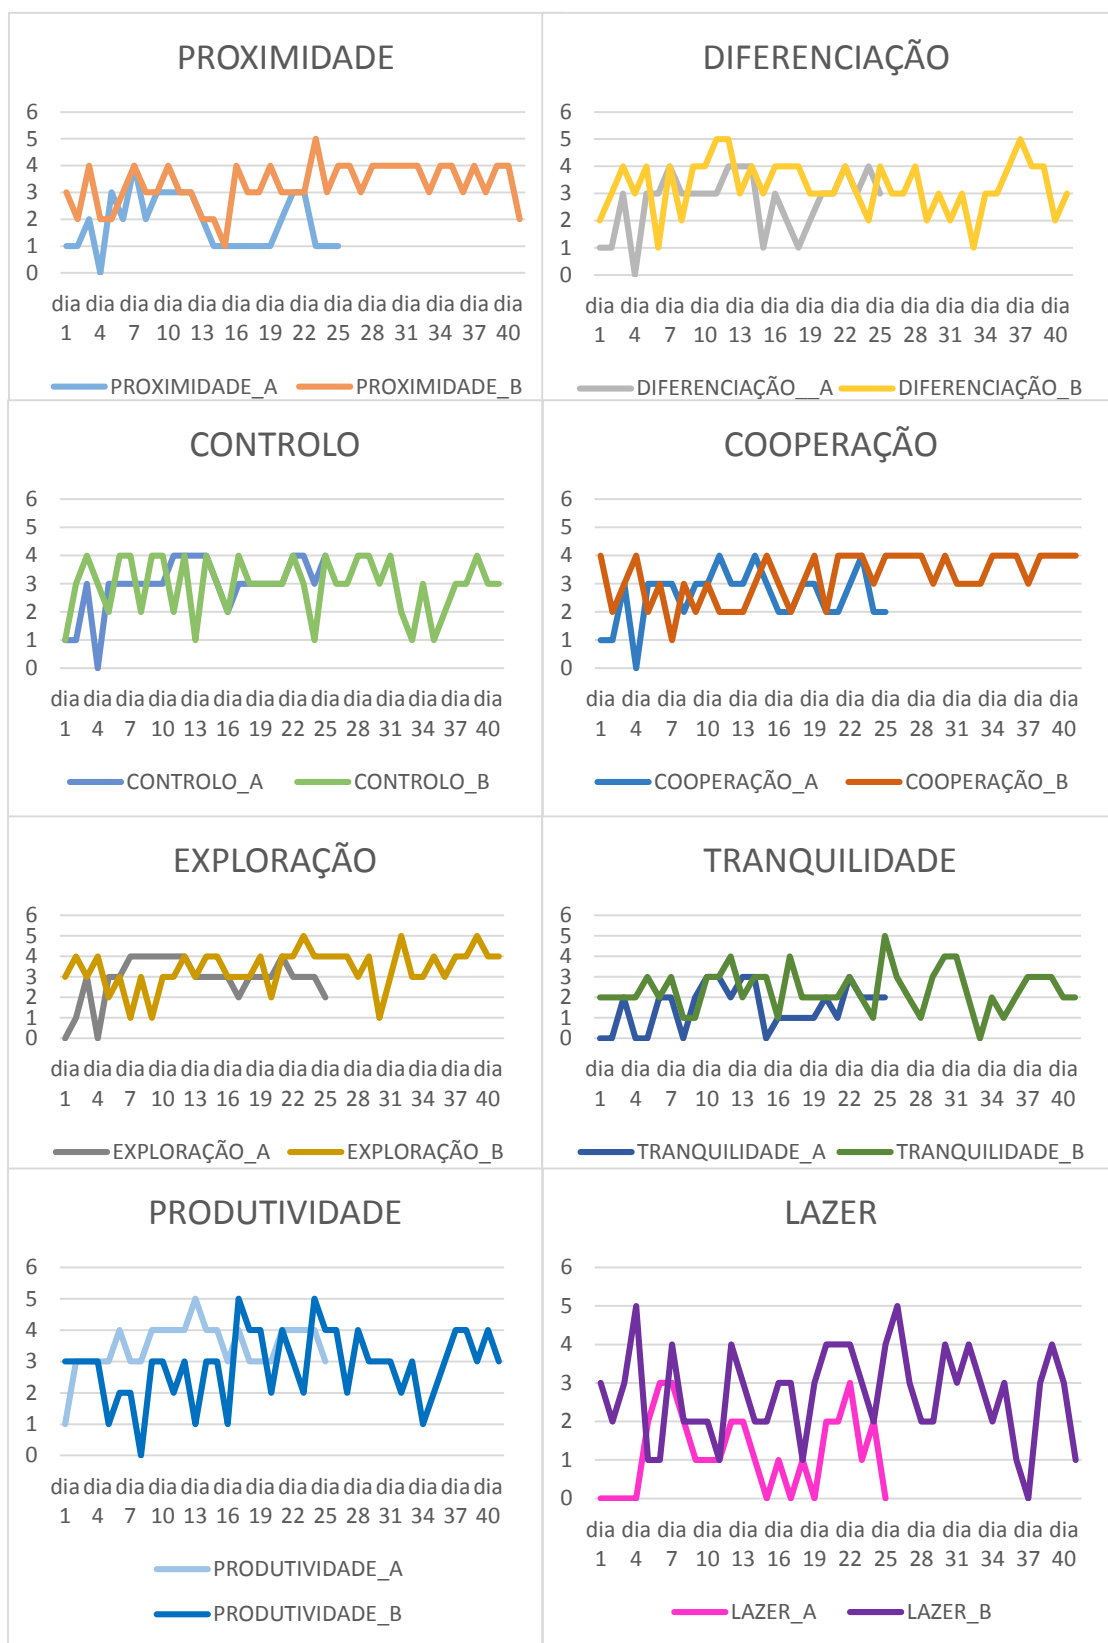 PROXIMIDADE
6
5
4
3
2
1
0
dia dia dia dia dia dia dia dia dia dia dia dia dia dia
1 4 7 10 13 16 19 22 25 28 31 34 37 40
PROXIMIDADE_A PROXIMIDADE_B
DIFERENCIAÇÃO
6
5
4
3
2
1
0
dia dia dia dia dia dia dia dia dia dia dia dia dia dia
1 4 7 10 13 16 19 22 25 28 31 34 37 40
DIFERENCIAÇÃO__A DIFERENCIAÇÃO_B
CONTROLO
6
5
4
3
2
1
0
dia dia dia dia dia dia dia dia dia dia dia dia dia dia
1 4 7 10 13 16 19 22 25 28 31 34 37 40
CONTROLO_A CONTROLO_B
COOPERAÇÃO
6
5
4
3
2
1
0
dia dia dia dia dia dia dia dia dia dia dia dia dia dia
1 4 7 10 13 16 19 22 25 28 31 34 37 40
COOPERAÇÃO_A COOPERAÇÃO_B
EXPLORAÇÃO
6
5
4
3
2
1
0
dia dia dia dia dia dia dia dia dia dia dia dia dia dia
1 4 7 10 13 16 19 22 25 28 31 34 37 40
EXPLORAÇÃO_A EXPLORAÇÃO_B
TRANQUILIDADE
6
5
4
3
2
1
0
dia dia dia dia dia dia dia dia dia dia dia dia dia dia
1 4 7 10 13 16 19 22 25 28 31 34 37 40
TRANQUILIDADE_A TRANQUILIDADE_B
PRODUTIVIDADE
6
5
4
3
2
1
0
dia dia dia dia dia dia dia dia dia dia dia dia dia dia
1 4 7 10 13 16 19 22 25 28 31 34 37 40
PRODUTIVIDADE_A
PRODUTIVIDADE_B
LAZER
6
5
4
3
2
1
0
dia dia dia dia dia dia dia dia dia dia dia dia dia dia
1 4 7 10 13 16 19 22 25 28 31 34 37 40
LAZER_A LAZER_B